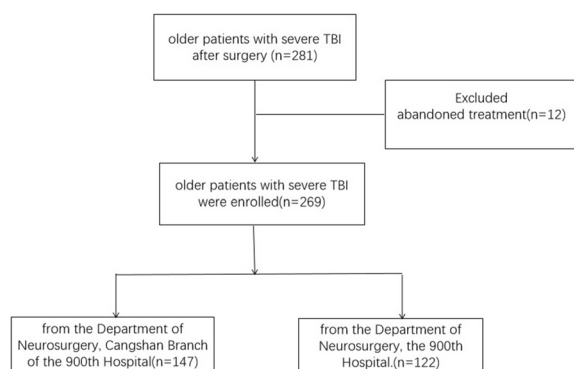 older patients with severe TBI
after surgery (n=281)
Excluded
abandoned treatment(n=12)
older patients with severe TBI
were enrolled(n=269)
from the Department of
Neurosurgery, Cangshan Branch
of the 900th Hospital(n=147)
from the Department of
Neurosurgery, the 900th
Hospital.(n=122)